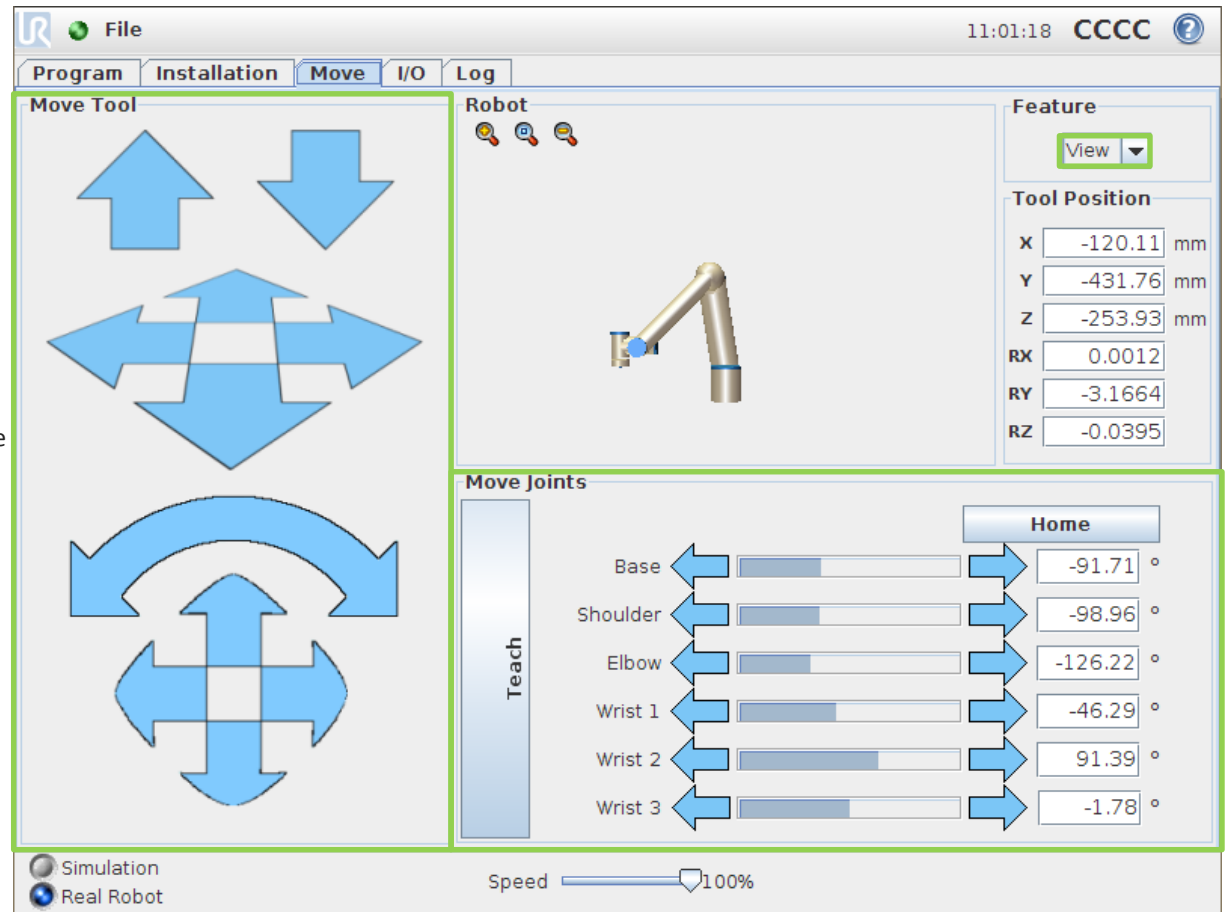 UR File 11:01:18 CCCC ?
Program Installation Move I/O Log
Move Tool
e
Robot
Feature
View
Tool Position
X -120.11 mm
Y -431.76 mm
Z -253.93 mm
RX 0.0012
RY -3.1664
RZ -0.0395
Move Joints
Teach
Home
Base -91.71 °
Shoulder -98.96 °
Elbow -126.22 °
Wrist 1 -46.29 °
Wrist 2 91.39 °
Wrist 3 -1.78 °
Simulation
Real Robot
Speed 100%